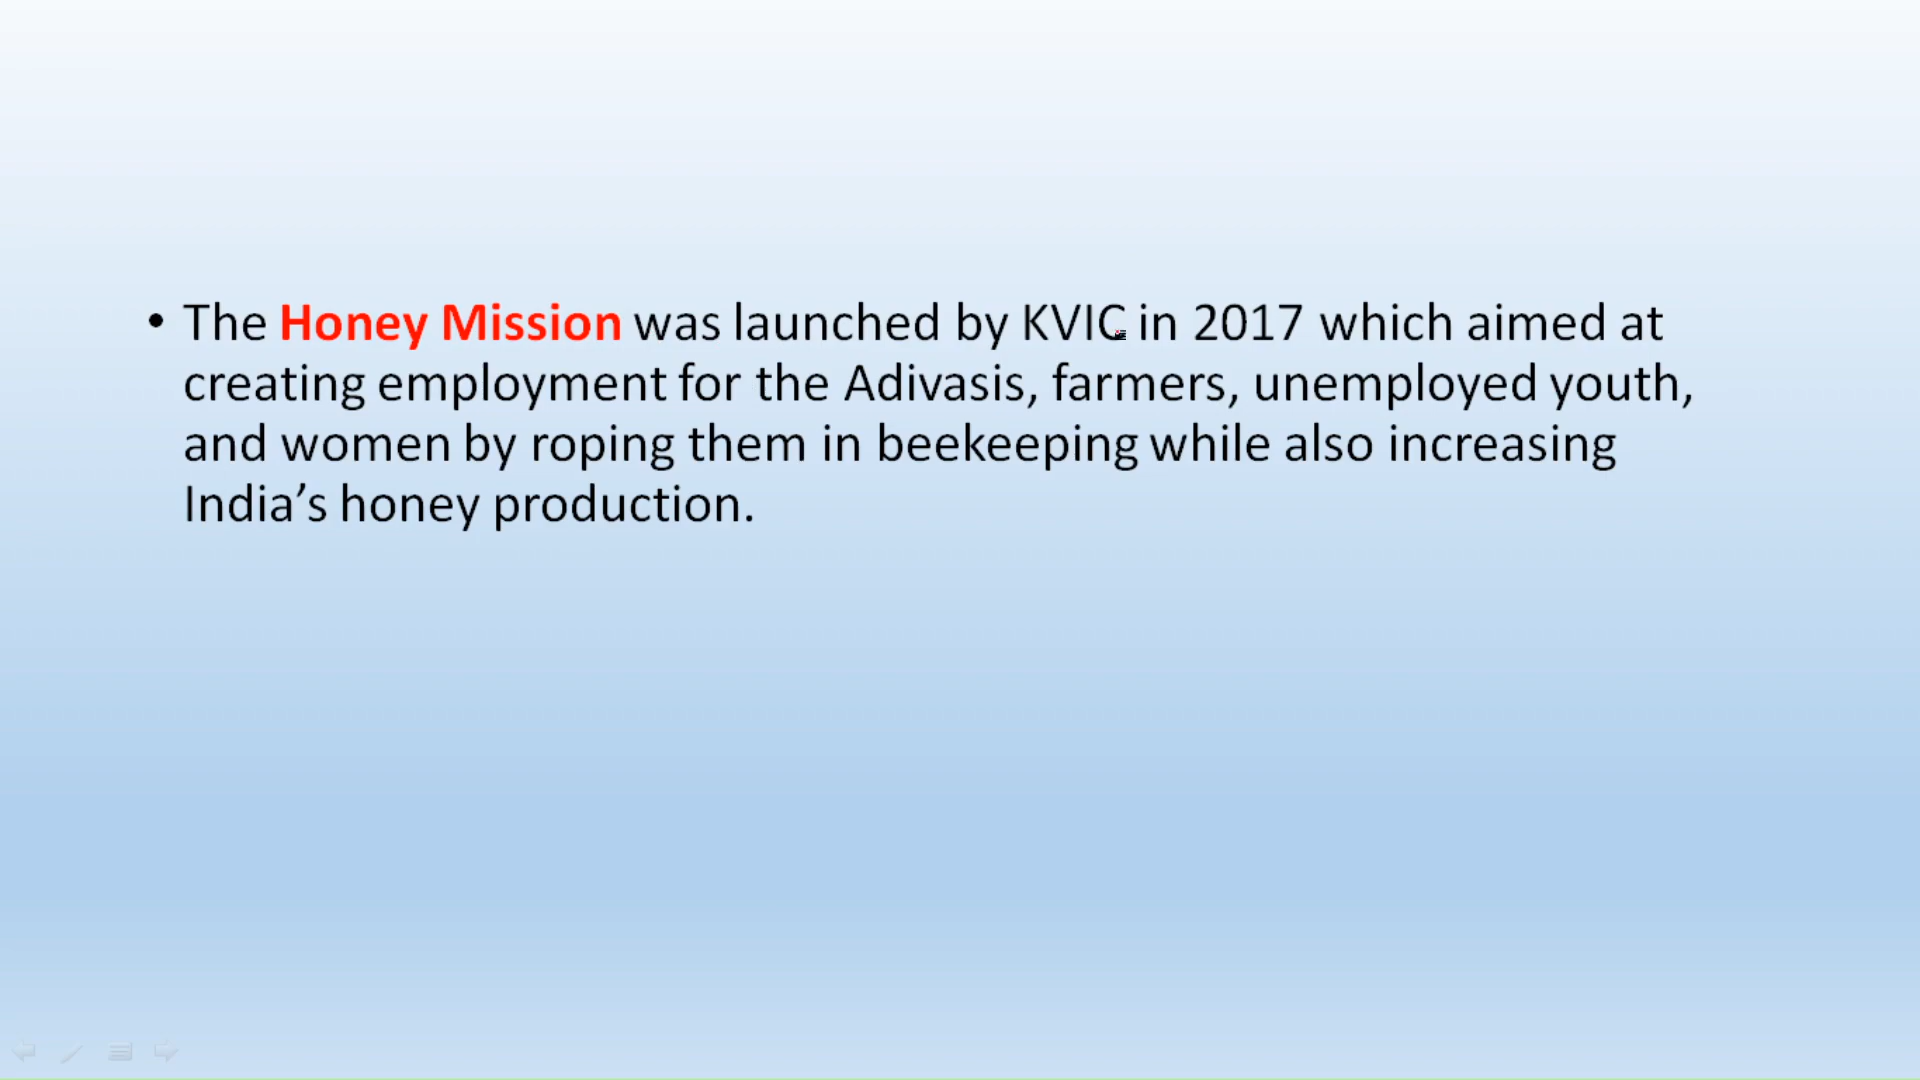 • The Honey Mission was launched by KVIC in 2017 which aimed at
creating employment for the Adivasis, farmers, unemployed youth,
and women by roping them in beekeeping while also increasing
India’s honey production.